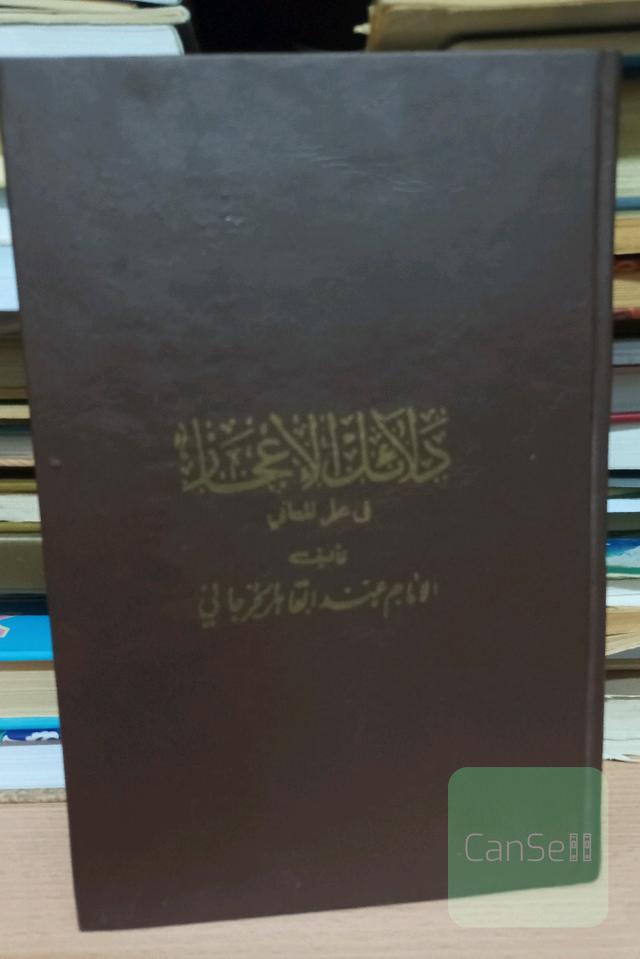 دلائل الإعجاز
في علم المعاني
تأليف
الإمام عبد القاهر الجرجاني
CanSell